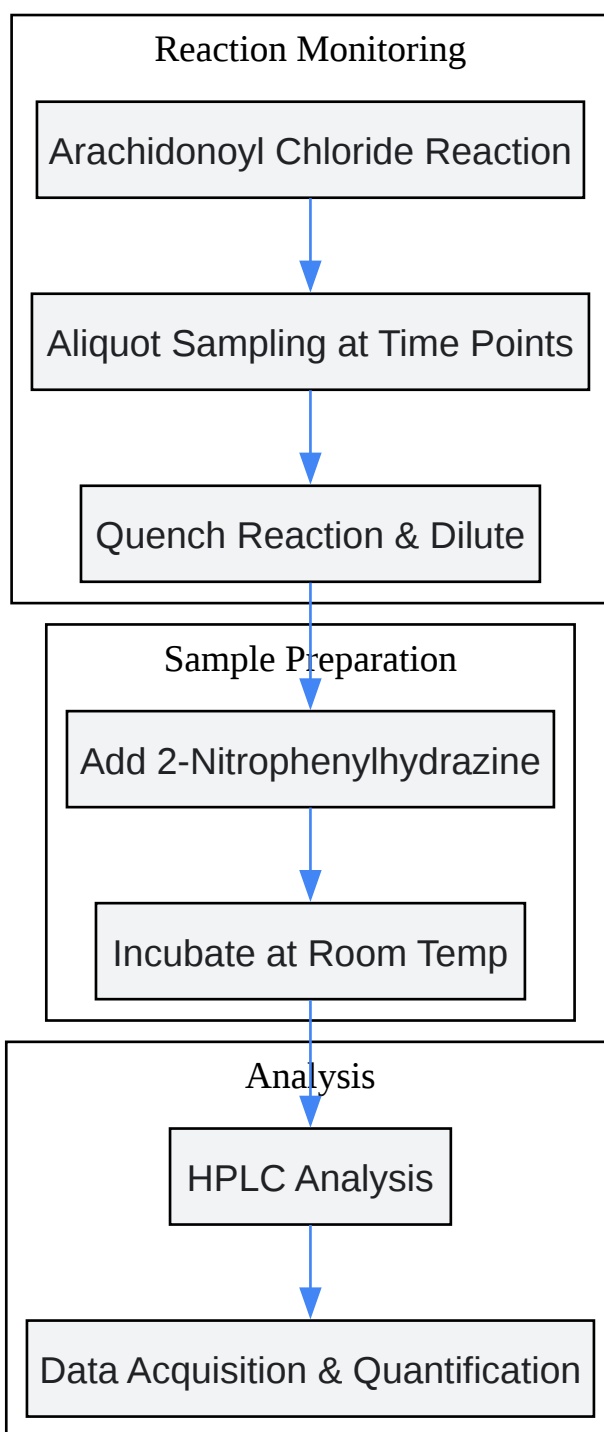 Reaction Monitoring
Arachidonoyl Chloride Reaction
Aliquot Sampling at Time Points
Quench Reaction & Dilute
Sample Preparation
Add 2-Nitrophenylhydrazine
Incubate at Room Temp
Analysis
HPLC Analysis
Data Acquisition & Quantification